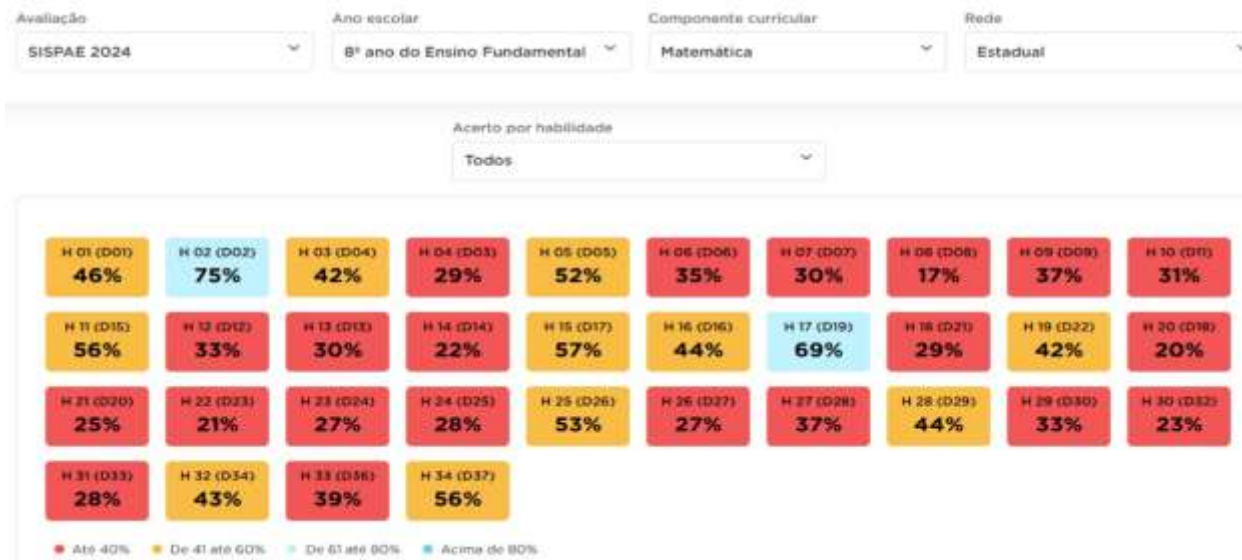 Avaliação Ano escolar Componente curricular Rede
SISPAE 2024 8º ano do Ensino Fundamental Matemática Estadual
Acerto por habilidade
Todos
H 01 (D01) H 02 (D02) H 03 (D04) H 04 (D03) H 05 (D05) H 06 (D06) H 07 (D07) H 08 (D08) H 09 (D09) H 10 (D11)
46% 75% 42% 29% 52% 35% 30% 17% 37% 31%
H 11 (D15) H 12 (D12) H 13 (D13) H 14 (D14) H 15 (D17) H 16 (D16) H 17 (D19) H 18 (D21) H 19 (D22) H 20 (D18)
56% 33% 30% 22% 57% 44% 69% 29% 42% 20%
H 21 (D20) H 22 (D23) H 23 (D24) H 24 (D25) H 25 (D26) H 26 (D27) H 27 (D28) H 28 (D29) H 29 (D30) H 30 (D32)
25% 21% 27% 28% 53% 27% 37% 44% 33% 23%
H 31 (D33) H 32 (D34) H 33 (D36) H 34 (D37)
28% 43% 39% 56%
Até 40% De 41 até 60% De 61 até 80% Acima de 80%